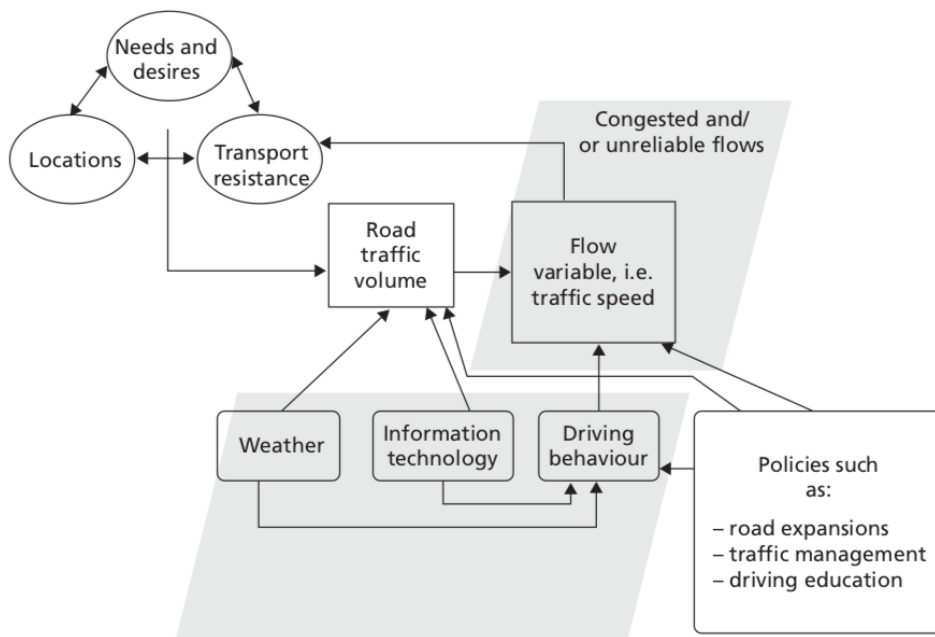 Needs and
desires
Locations
Transport
resistance
Congested and/
or unreliable flows
Road
traffic
volume
Flow
variable, i.e.
traffic speed
Weather
Information
technology
Driving
behaviour
Policies such
as:
– road expansions
– traffic management
– driving education